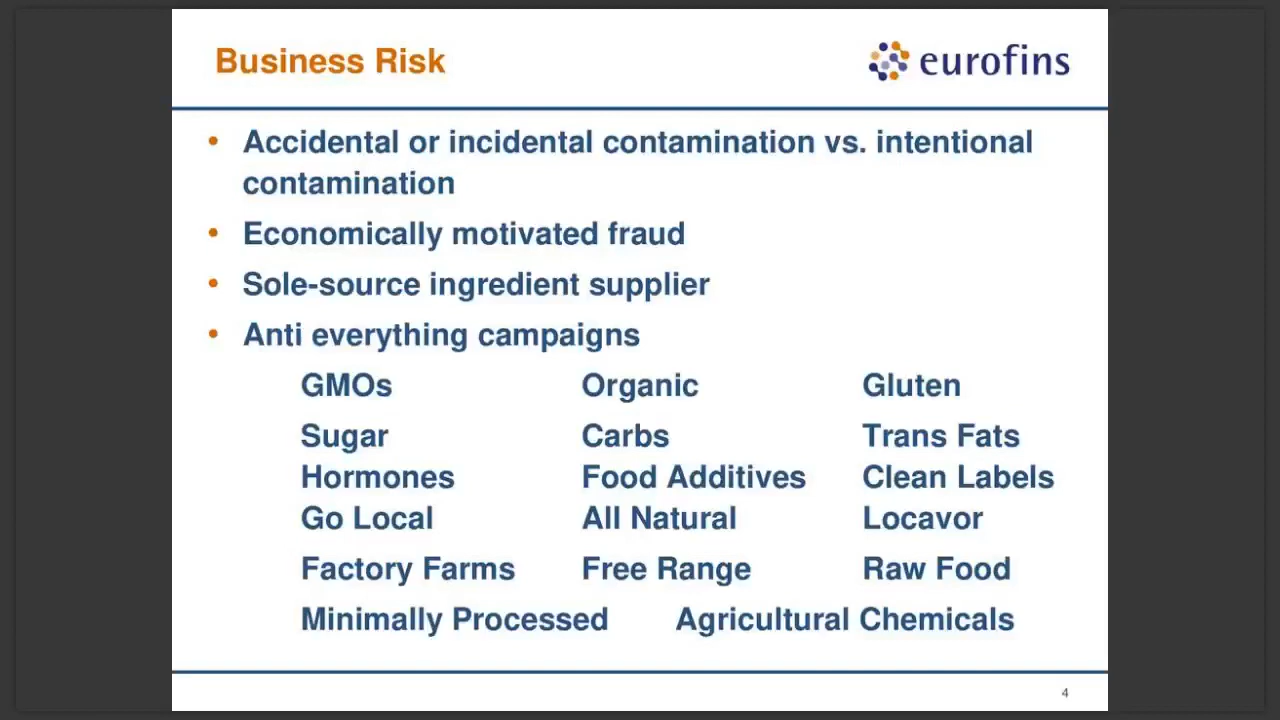 Business Risk
eurofins
• Accidental or incidental contamination vs. intentional
contamination
• Economically motivated fraud
• Sole-source ingredient supplier
• Anti everything campaigns
GMOs Organic Gluten
Sugar Carbs Trans Fats
Hormones Food Additives Clean Labels
Go Local All Natural Locavor
Factory Farms Free Range Raw Food
Minimally Processed Agricultural Chemicals
4